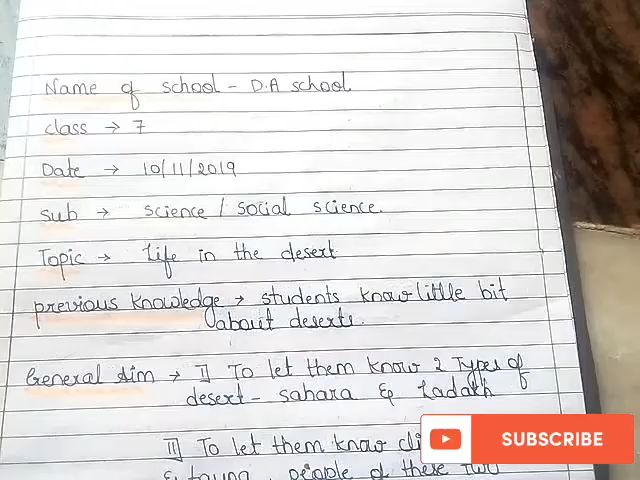 Name of school - D.A school
class → 7
Date → 10/11/2019
sub → science / social science.
Topic → Life in the desert
previous knowledge → students know little bit
about deserts.
General Aim → I] To let them know 2 Types of
desert - sahara & Ladakh
II] To let them know cli
& fauna, people of these two
SUBSCRIBE